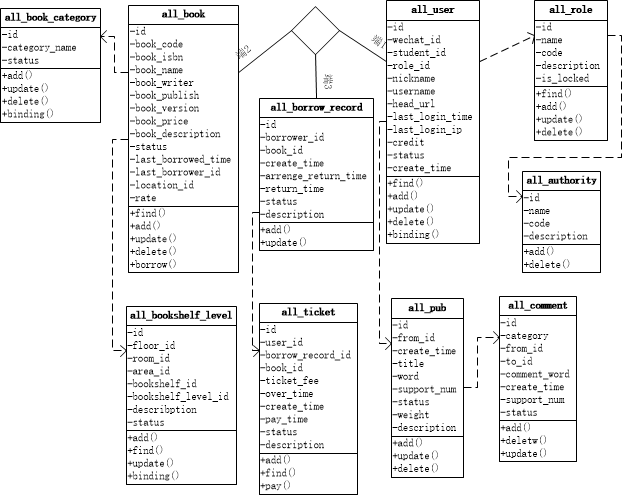 all_book_category
-id
-category_name
-status
+add()
+update()
+delete()
+binding()
all_book
-id
-book_code
-book_isbn
-book_name
-book_writer
-book_publish
-book_version
-book_price
-book_description
-status
-last_borrowed_time
-last_borrower_id
-location_id
-rate
+find()
+add()
+update()
+delete()
+borrow()
端2
端3
端1
all_borrow_record
-id
-borrower_id
-book_id
-create_time
-arrenge_return_time
-return_time
-status
-description
+add()
+update()
all_user
-id
-wechat_id
-student_id
-role_id
-nickname
-username
-head_url
-last_login_time
-last_login_ip
-credit
-status
-create_time
+find()
+add()
+update()
+delete()
+binding()
all_role
-id
-name
-code
-description
-is_locked
+find()
+add()
+update()
+delete()
all_authority
-id
-name
-code
-description
+add()
+delete()
all_bookshelf_level
-id
-floor_id
-room_id
-area_id
-bookshelf_id
-bookshelf_level_id
-describption
-status
+add()
+find()
+update()
+binding()
all_ticket
-id
-user_id
-borrow_record_id
-book_id
-ticket_fee
-over_time
-create_time
-pay_time
-status
-description
+add()
+find()
+pay()
all_pub
-id
-from_id
-create_time
-title
-word
-support_num
-status
-weight
-description
+add()
+update()
+delete()
all_comment
-id
-category
-from_id
-to_id
-comment_word
-create_time
-support_num
-status
+add()
+deletw()
+update()